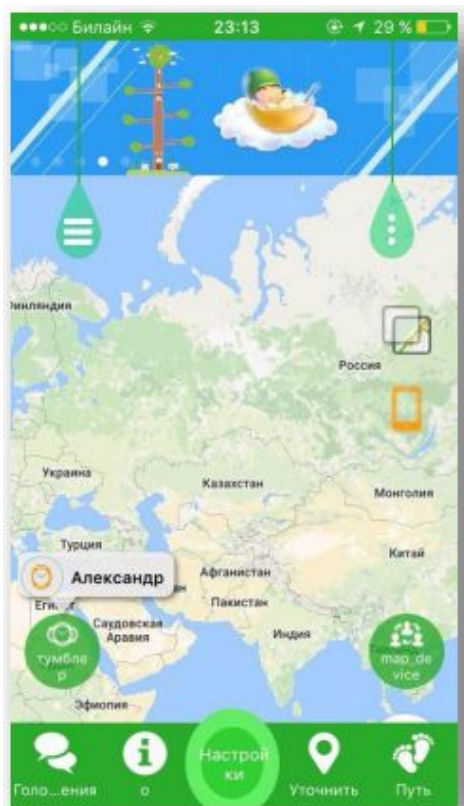 ●●●○○ Билайн 23:13 29 %
Финляндия
Россия
Украина
Казахстан
Монголия
Турция
Китай
Александр
Афганистан
Пакистан
Саудовская
Аравия
Индия
тумбле
р
map_de
vice
Эфиопия
Настрой
ки
Голо...ения
о
Уточнить
Путь